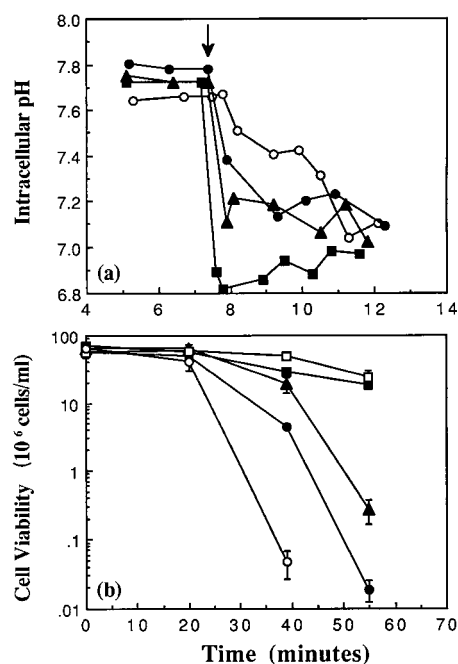 8.0
7.8
7.6
7.4
7.2
7.0
6.8
Intracellular pH
(a)
4 6 8 10 12 14
100
10
1
.1
.01
Cell Viability (10⁶ cells/ml)
(b)
0 10 20 30 40 50 60 70
Time (minutes)